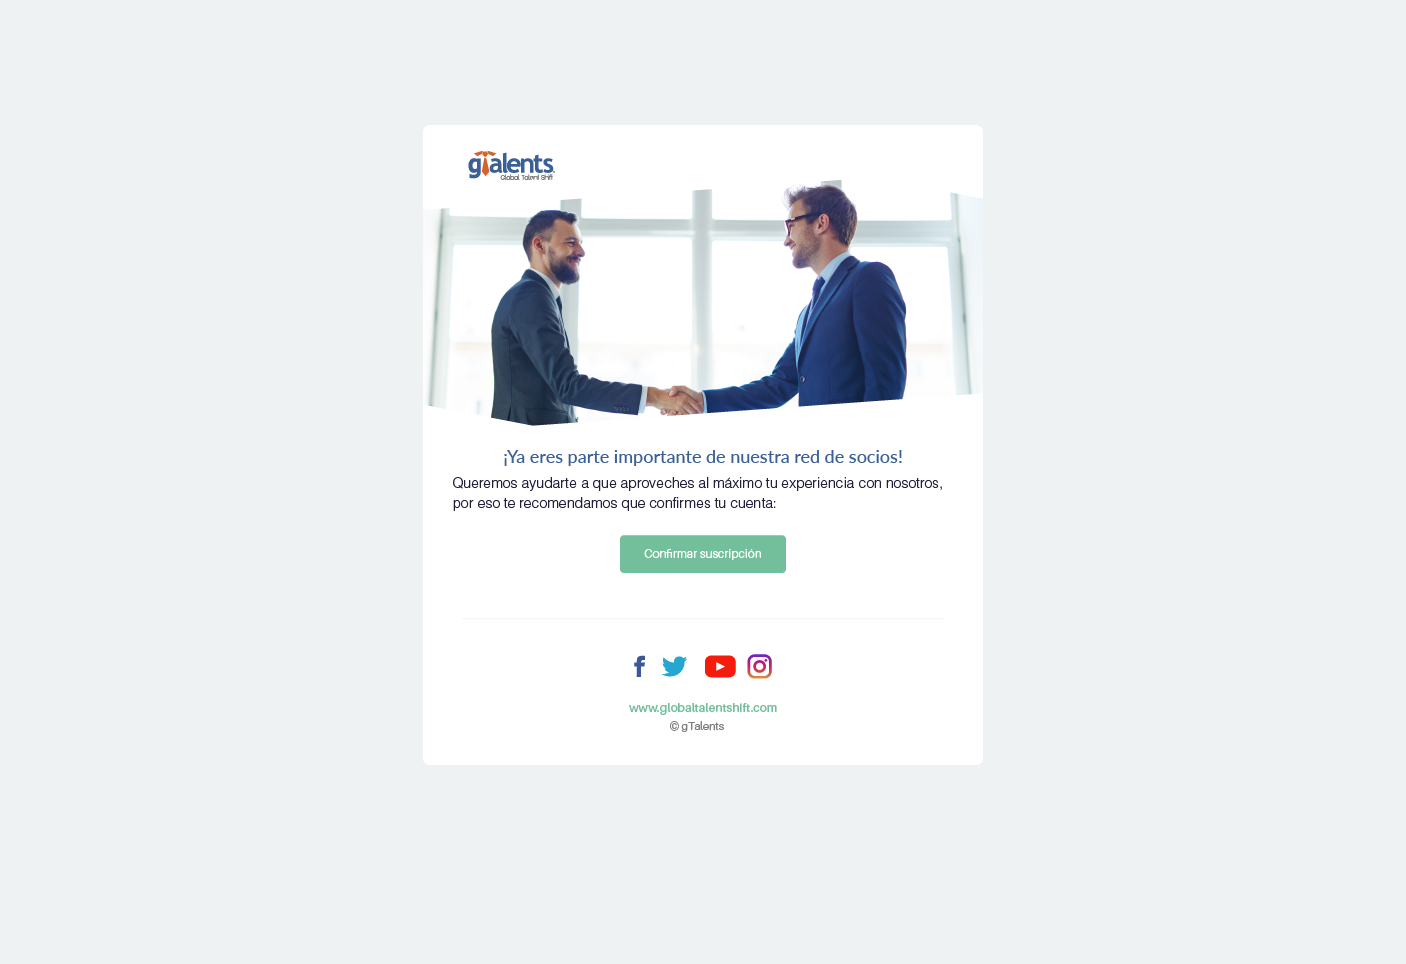 gTalents
Global Talent Shift
¡Ya eres parte importante de nuestra red de socios!
Queremos ayudarte a que aproveches al máximo tu experiencia con nosotros,
por eso te recomendamos que confirmes tu cuenta:
Confirmar suscripción
www.globaltalentshift.com
© gTalents